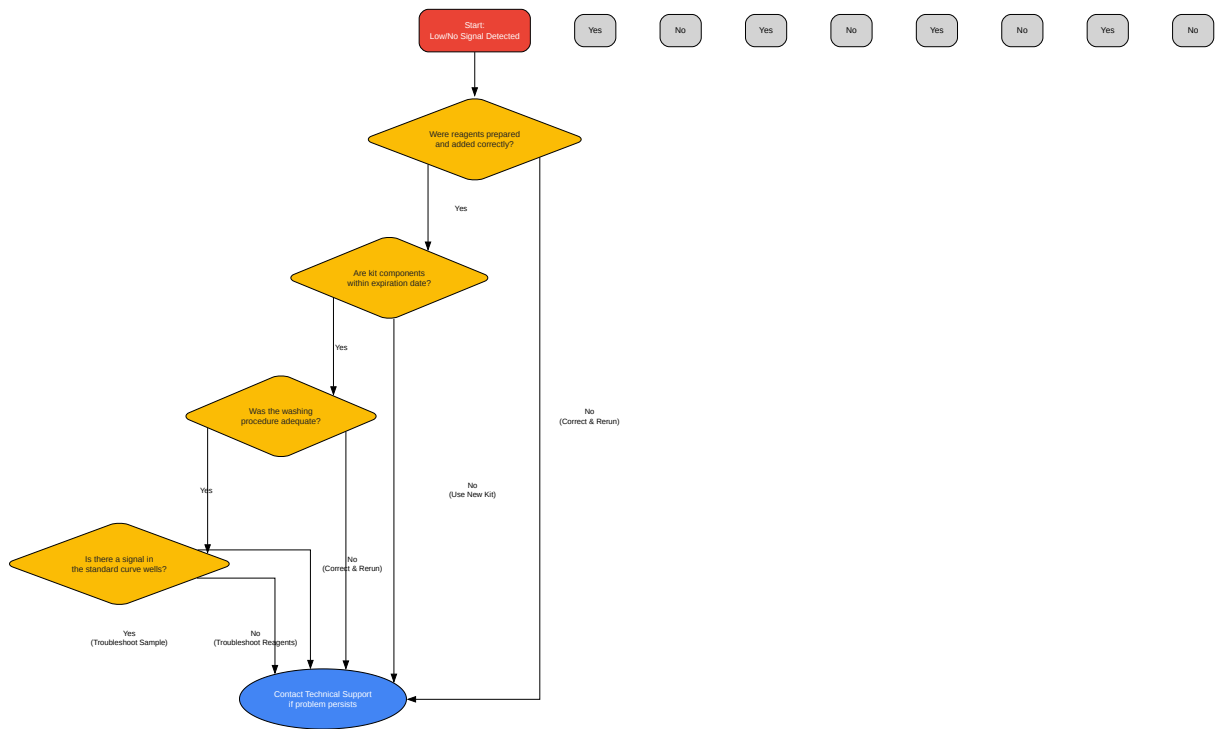 Start:
Low/No Signal Detected
Yes
No
Yes
No
Yes
No
Yes
No
Were reagents prepared
and added correctly?
Yes
Are kit components
within expiration date?
Yes
Was the washing
procedure adequate?
No
(Correct & Rerun)
Yes
No
(Use New Kit)
Is there a signal in
the standard curve wells?
No
(Correct & Rerun)
Yes
(Troubleshoot Sample)
No
(Troubleshoot Reagents)
Contact Technical Support
if problem persists